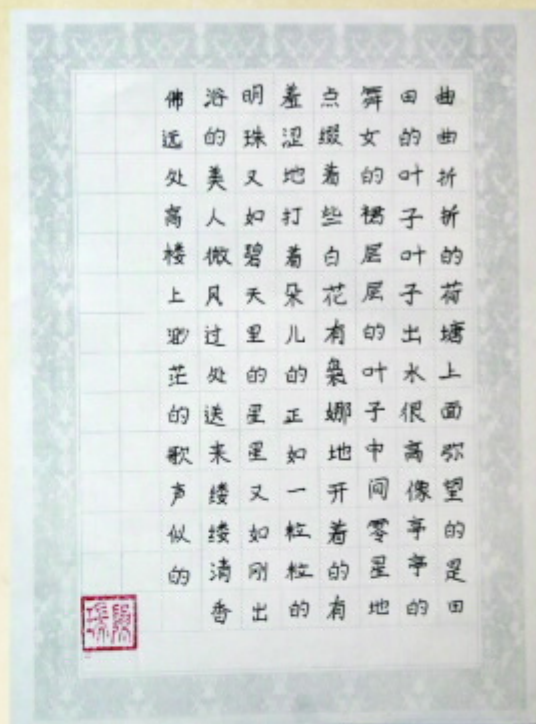 曲曲折折的荷塘上面弥望的是田
田的叶子叶子出水很高像亭亭的
舞女的裙层层的叶子中间零星地
点缀着些白花有袅娜地开着的有
羞涩地打着朵儿的正如一粒粒的
明珠又如碧天里的星星又如刚出
浴的美人微风过处送来缕缕清香
佛远处高楼上渺茫的歌声似的